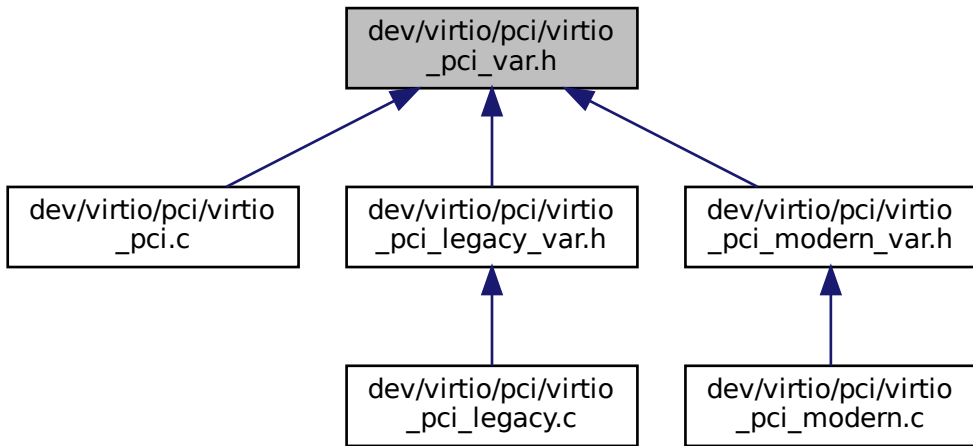 dev/virtio/pci/virtio
_pci_var.h
dev/virtio/pci/virtio
_pci.c
dev/virtio/pci/virtio
_pci_legacy_var.h
dev/virtio/pci/virtio
_pci_modern_var.h
dev/virtio/pci/virtio
_pci_legacy.c
dev/virtio/pci/virtio
_pci_modern.c